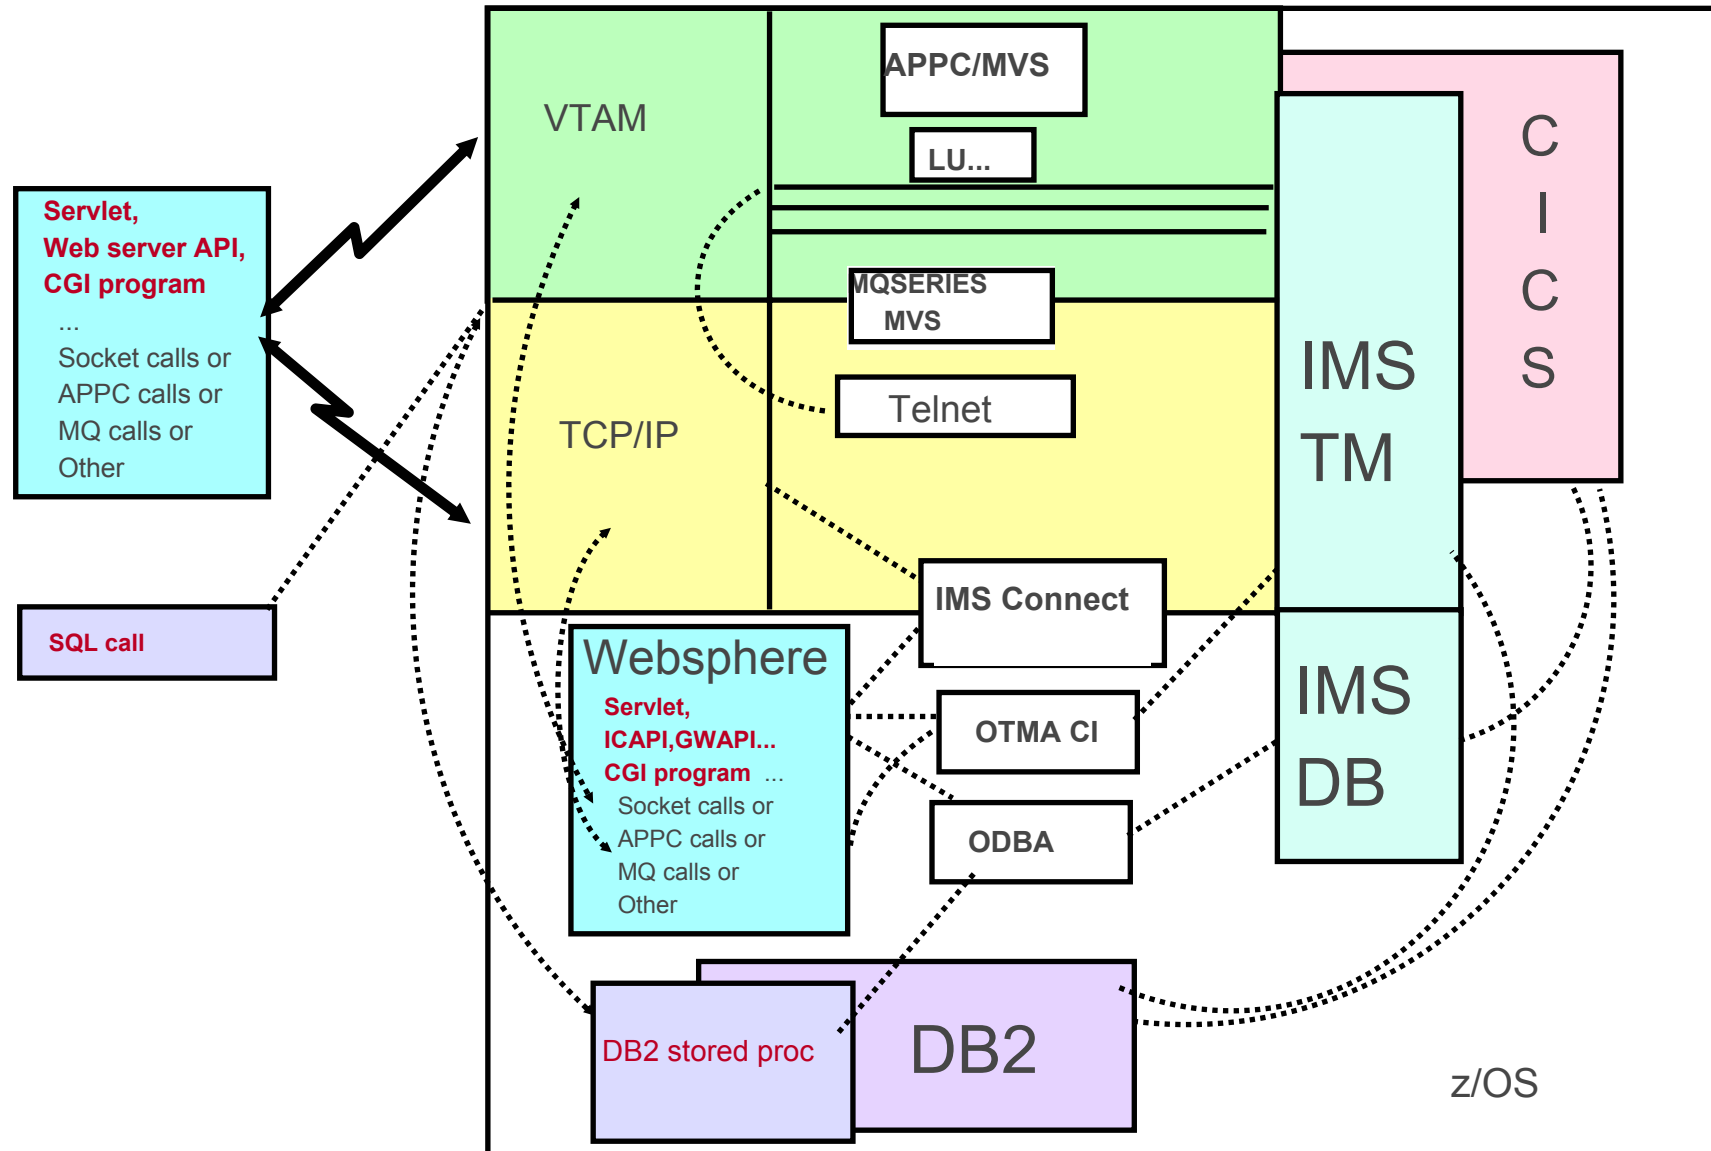 APPC/MVS
VTAM
LU...
C
I
C
S
Servlet,
Web server API,
CGI program
...
Socket calls or
APPC calls or
MQ calls or
Other
MQSERIES
MVS
IMS
TM
Telnet
TCP/IP
IMS Connect
SQL call
Websphere
Servlet,
ICAPI,GWAPI...
CGI program ...
Socket calls or
APPC calls or
MQ calls or
Other
OTMA CI
IMS
DB
ODBA
DB2 stored proc
DB2
z/OS